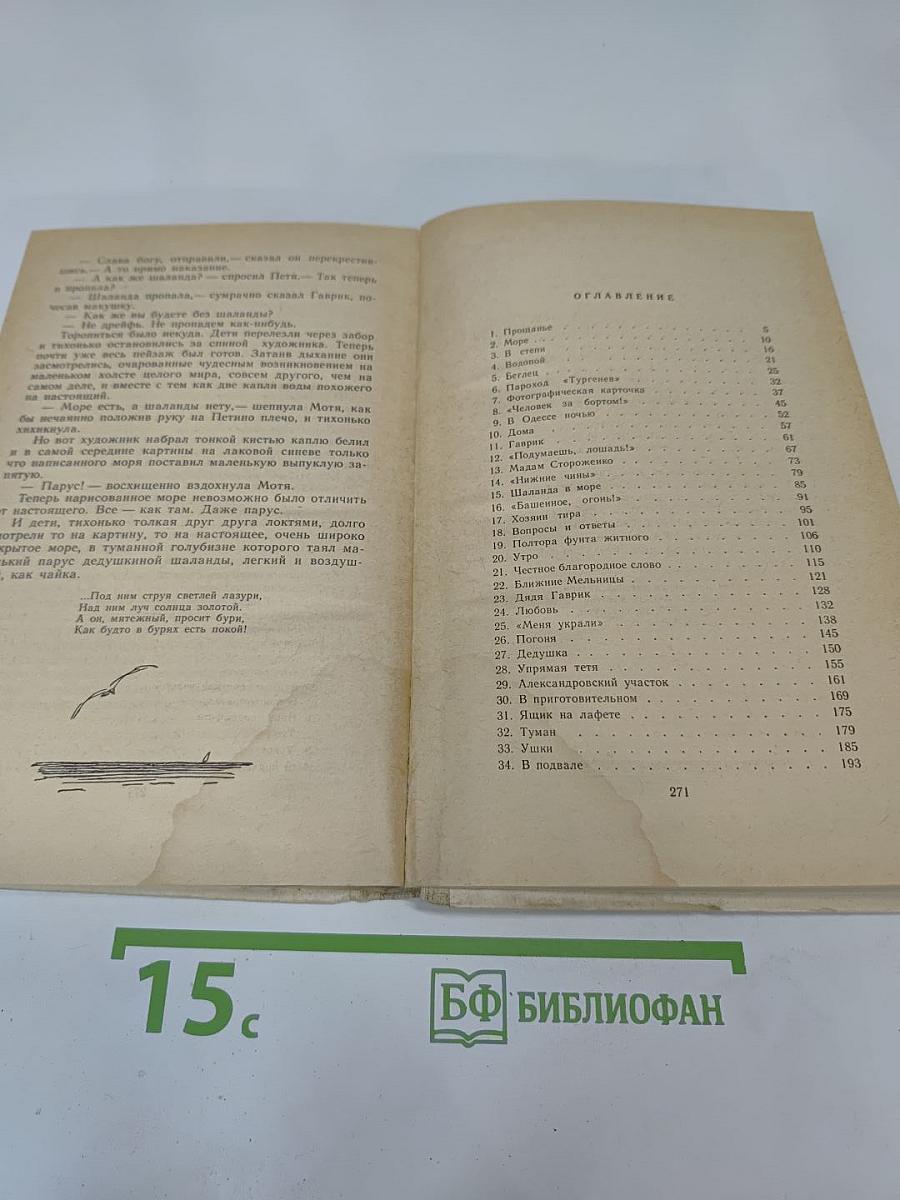 — Слава богу, отправили,— сказал он перекрестив-
шись.— А то прямо наказание.
— А как же шаланда? — спросил Петя.— Так теперь
и пропала?
— Шаланда пропала,— сумрачно сказал Гаврик, по-
чесав макушку.
— Как же вы будете без шаланды?
— Не дрейфь. Не пропадем как-нибудь.
Торопиться было некуда. Дети перелезли через забор
и тихонько остановились за спиной художника. Теперь
почти уже весь пейзаж был готов. Затаив дыхание они
засмотрелись, очарованные чудесным возникновением на
маленьком холсте целого мира, совсем другого, чем на
самом деле, и вместе с тем как две капли воды похожего
на настоящий.
— Море есть, а шаланды нету,— шепнула Мотя, как
бы нечаянно положив руку на Петино плечо, и тихонько
хихикнула.
Но вот художник набрал тонкой кистью каплю белил
и в самой середине картины на лаковой синеве только
что написанного моря поставил маленькую выпуклую за-
пятую.
— Парус! — восхищенно вздохнула Мотя.
Теперь нарисованное море невозможно было отличить
от настоящего. Все — как там. Даже парус.
И дети, тихонько толкая друг друга локтями, долго
мотрели то на картину, то на настоящее, очень широко
крытое море, в туманной голубизне которого таял ма-
нький парус дедушкиной шаланды, легкий и воздуш-
, как чайка.
...Под ним струя светлей лазури,
Над ним луч солнца золотой.
А он, мятежный, просит бури,
Как будто в бурях есть покой!
ОГЛАВЛЕНИЕ
1. Прощанье . . . 5
2. Море . . . 10
3. В степи . . . 16
4. Водопой . . . 21
5. Беглец . . . 25
6. Пароход «Тургенев» . . . 32
7. Фотографическая карточка . . . 37
8. «Человек за бортом!» . . . 45
9. В Одессе ночью . . . 52
10. Дома . . . 57
11. Гаврик . . . 61
12. «Подумаешь, лошадь!» . . . 67
13. Мадам Стороженко . . . 73
14. «Нижние чины» . . . 79
15. Шаланда в море . . . 85
16. «Башенное, огонь!» . . . 91
17. Хозяин тира . . . 95
18. Вопросы и ответы . . . 101
19. Полтора фунта житного . . . 106
20. Утро . . . 110
21. Честное благородное слово . . . 115
22. Ближние Мельницы . . . 121
23. Дядя Гаврик . . . 128
24. Любовь . . . 132
25. «Меня украли» . . . 138
26. Погоня . . . 145
27. Дедушка . . . 150
28. Упрямая тетя . . . 155
29. Александровский участок . . . 161
30. В приготовительном . . . 169
31. Ящик на лафете . . . 175
32. Туман . . . 179
33. Ушки . . . 185
34. В подвале . . . 193
271
15 с
БФ БИБЛИОФАН